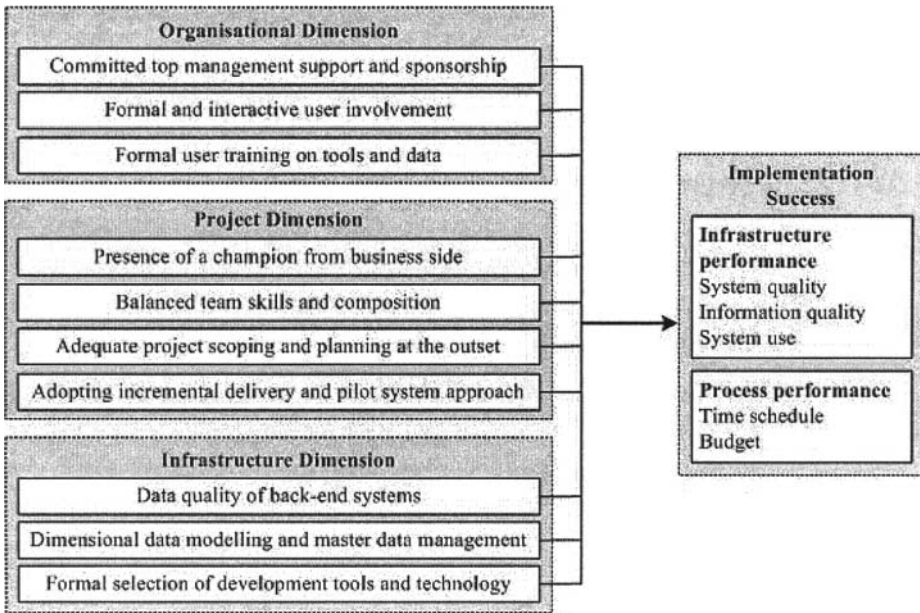 Organisational Dimension
Committed top management support and sponsorship
Formal and interactive user involvement
Formal user training on tools and data
Project Dimension
Presence of a champion from business side
Balanced team skills and composition
Adequate project scoping and planning at the outset
Adopting incremental delivery and pilot system approach
Infrastructure Dimension
Data quality of back-end systems
Dimensional data modelling and master data management
Formal selection of development tools and technology
Implementation
Success
Infrastructure
performance
System quality
Information quality
System use
Process performance
Time schedule
Budget